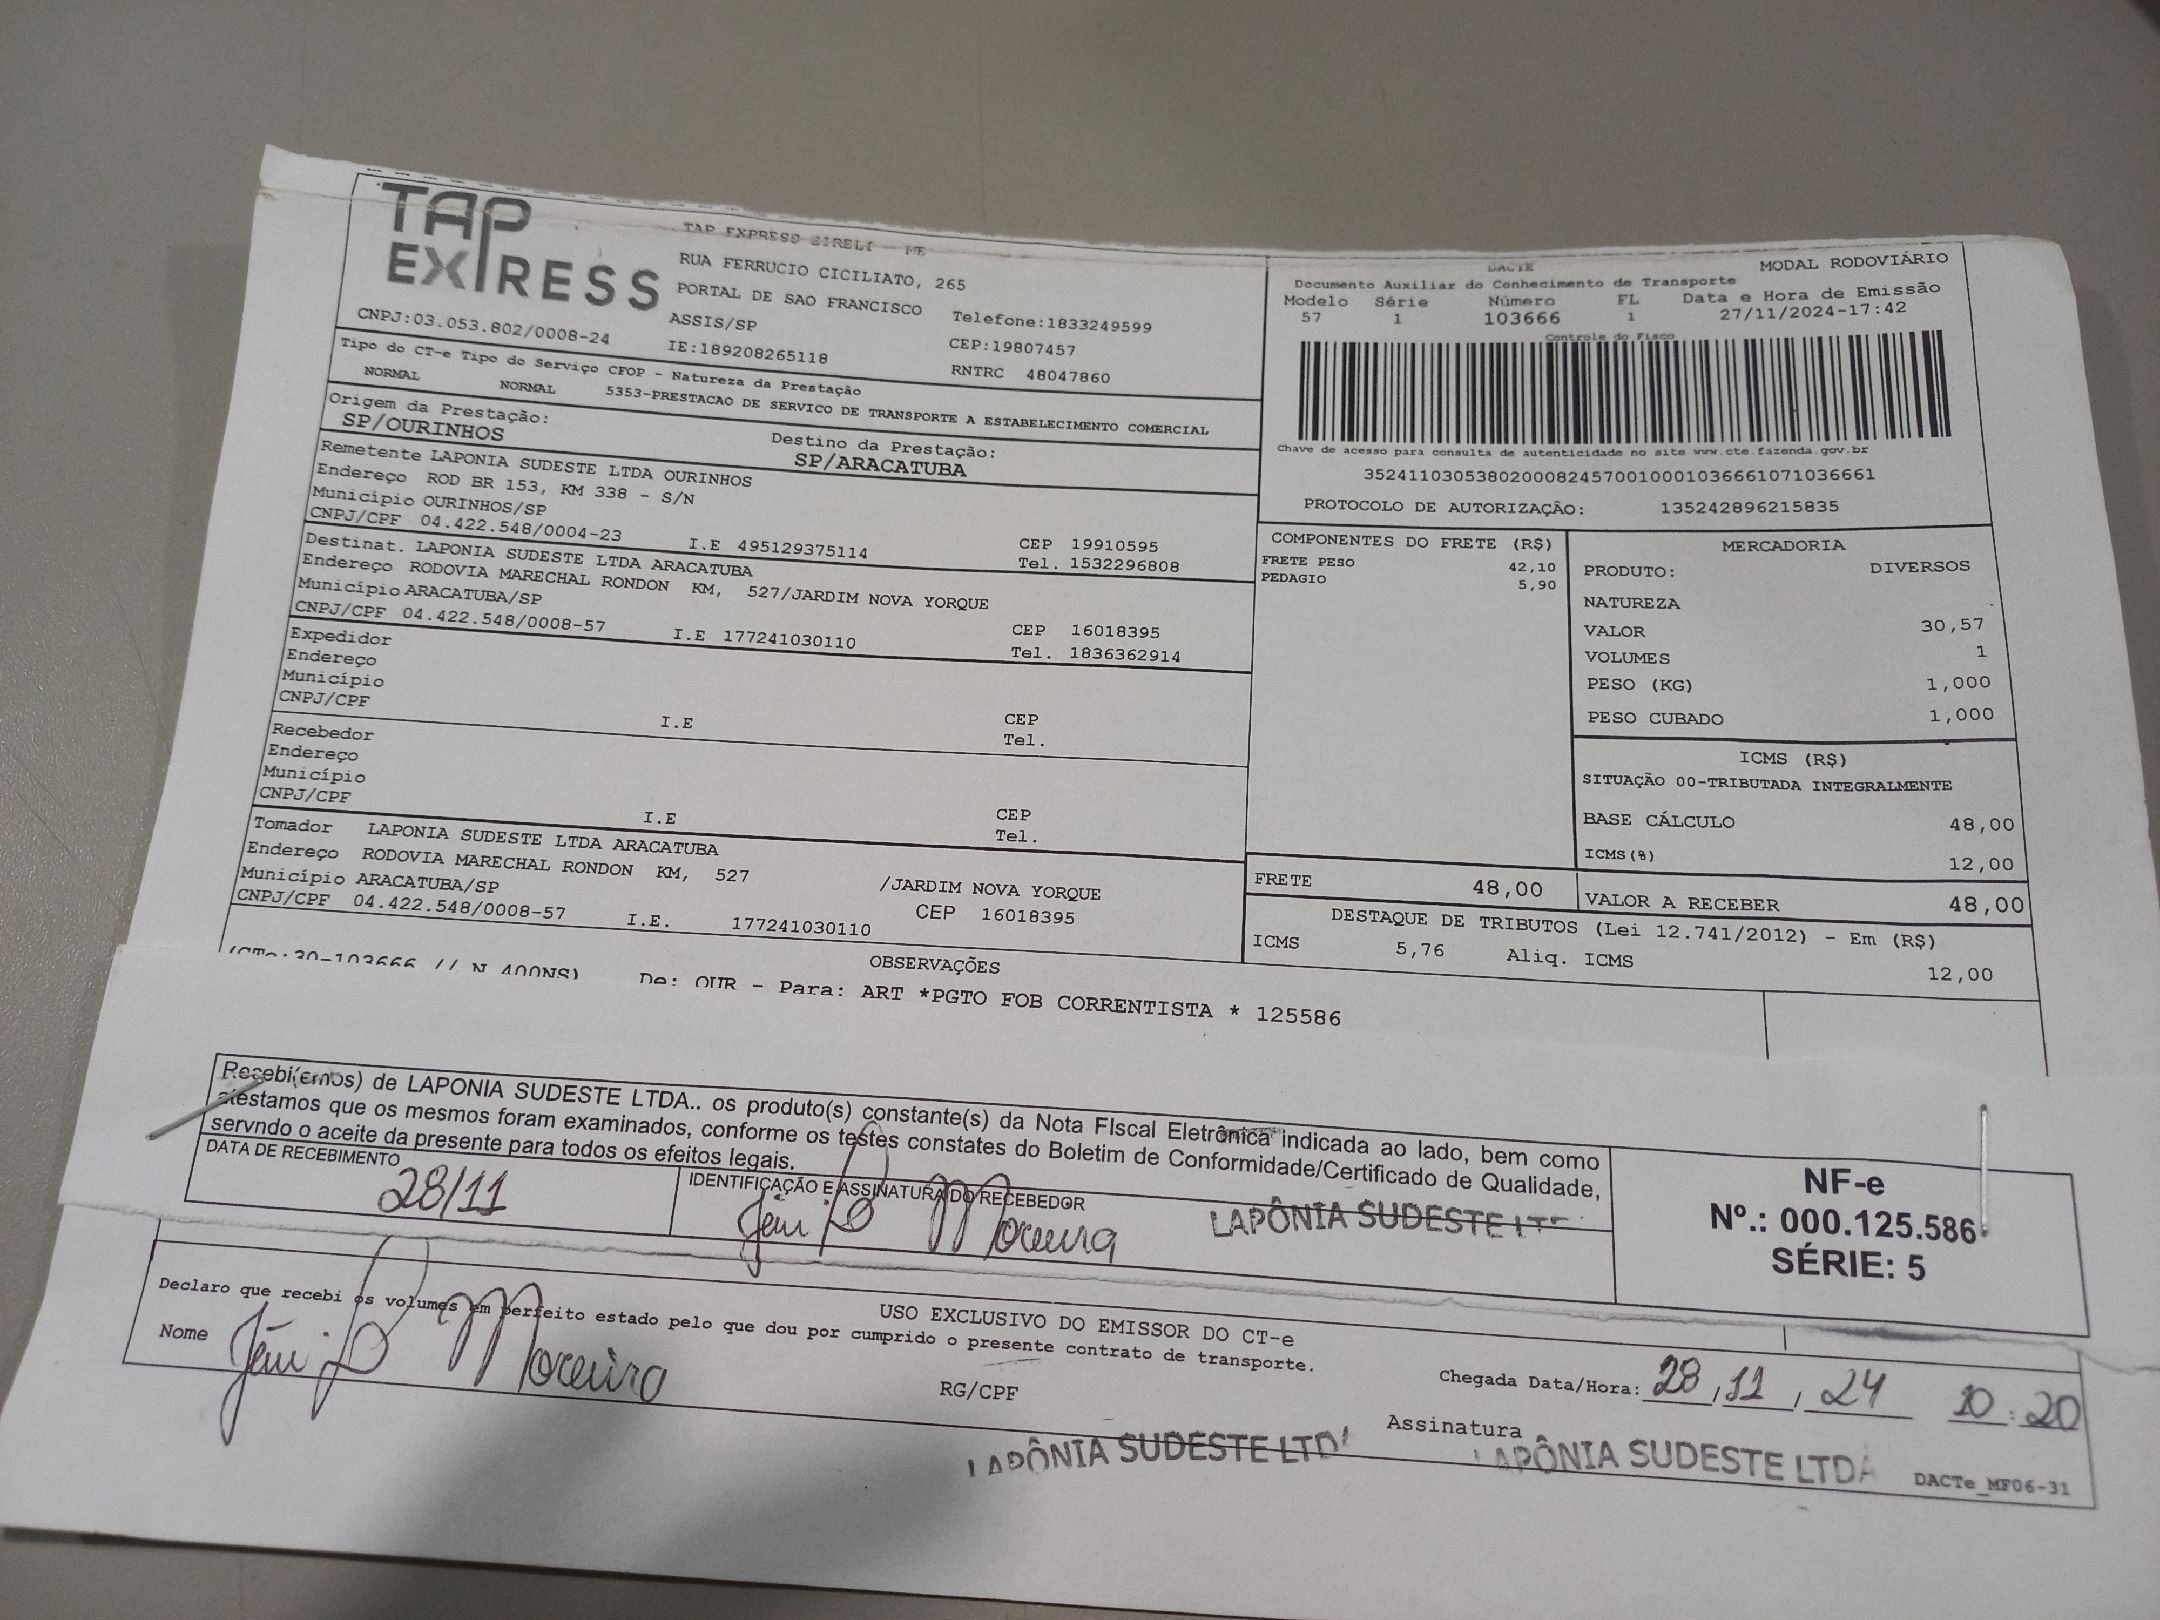 TAP
EXPRESS
TAP EXPRESS EIRELI - ME
RUA FERRUCIO CICILIATO, 265
PORTAL DE SAO FRANCISCO Telefone:1833249599
CNPJ:03.053.802/0008-24 ASSIS/SP CEP:19807457
IE:189208265118 RNTRC 48047860
Tipo do CT-e Tipo do Serviço CFOP - Natureza da Prestação
NORMAL NORMAL 5353-PRESTACAO DE SERVICO DE TRANSPORTE A ESTABELECIMENTO COMERCIAL
Origem da Prestação: Destino da Prestação:
SP/OURINHOS SP/ARACATUBA
Remetente LAPONIA SUDESTE LTDA OURINHOS
Endereço ROD BR 153, KM 338 - S/N
Município OURINHOS/SP CEP 19910595
CNPJ/CPF 04.422.548/0004-23 I.E 495129375114 Tel. 1532296808
Destinat. LAPONIA SUDESTE LTDA ARACATUBA
Endereço RODOVIA MARECHAL RONDON KM, 527/JARDIM NOVA YORQUE
Município ARACATUBA/SP CEP 16018395
CNPJ/CPF 04.422.548/0008-57 I.E 177241030110 Tel. 1836362914
Expedidor
Endereço
Município CEP
CNPJ/CPF I.E Tel.
Recebedor
Endereço
Município CEP
CNPJ/CPF I.E Tel.
Tomador LAPONIA SUDESTE LTDA ARACATUBA
Endereço RODOVIA MARECHAL RONDON KM, 527 /JARDIM NOVA YORQUE
Município ARACATUBA/SP CEP 16018395
CNPJ/CPF 04.422.548/0008-57 I.E. 177241030110
DACTE MODAL RODOVIÁRIO
Documento Auxiliar do Conhecimento de Transporte
Modelo Série Número FL Data e Hora de Emissão
57 1 103666 1 27/11/2024-17:42
Controle do Fisco
Chave de acesso para consulta de autenticidade no site www.cte.fazenda.gov.br
35241103053802000824570010001036661071036661
PROTOCOLO DE AUTORIZAÇÃO: 135242896215835
COMPONENTES DO FRETE (R$)
FRETE PESO 42,10
PEDAGIO 5,90
MERCADORIA
PRODUTO: DIVERSOS
NATUREZA
VALOR 30,57
VOLUMES 1
PESO (KG) 1,000
PESO CUBADO 1,000
ICMS (R$)
SITUAÇÃO 00-TRIBUTADA INTEGRALMENTE
BASE CÁLCULO 48,00
ICMS(%) 12,00
FRETE 48,00 VALOR A RECEBER 48,00
DESTAQUE DE TRIBUTOS (Lei 12.741/2012) - Em (R$)
ICMS 5,76 Aliq. ICMS 12,00
OBSERVAÇÕES
(CTe:30-103666 // N 400NS) De: OUR - Para: ART *PGTO FOB CORRENTISTA * 125586
Recebi(emos) de LAPONIA SUDESTE LTDA.. os produto(s) constante(s) da Nota FIscal Eletrônica indicada ao lado, bem como
atestamos que os mesmos foram examinados, conforme os testes constates do Boletim de Conformidade/Certificado de Qualidade,
servndo o aceite da presente para todos os efeitos legais.
DATA DE RECEBIMENTO IDENTIFICAÇÃO E ASSINATURA DO RECEBEDOR
28/11 Moreira LAPÔNIA SUDESTE
NF-e
Nº.: 000.125.586
SÉRIE: 5
USO EXCLUSIVO DO EMISSOR DO CT-e
Declaro que recebi os volumes em perfeito estado pelo que dou por cumprido o presente contrato de transporte.
Nome Moreira RG/CPF
Chegada Data/Hora: 28/11/24 10:20
Assinatura
LAPÔNIA SUDESTE LTDA
LAPÔNIA SUDESTE LTDA
DACTe_MF06-31